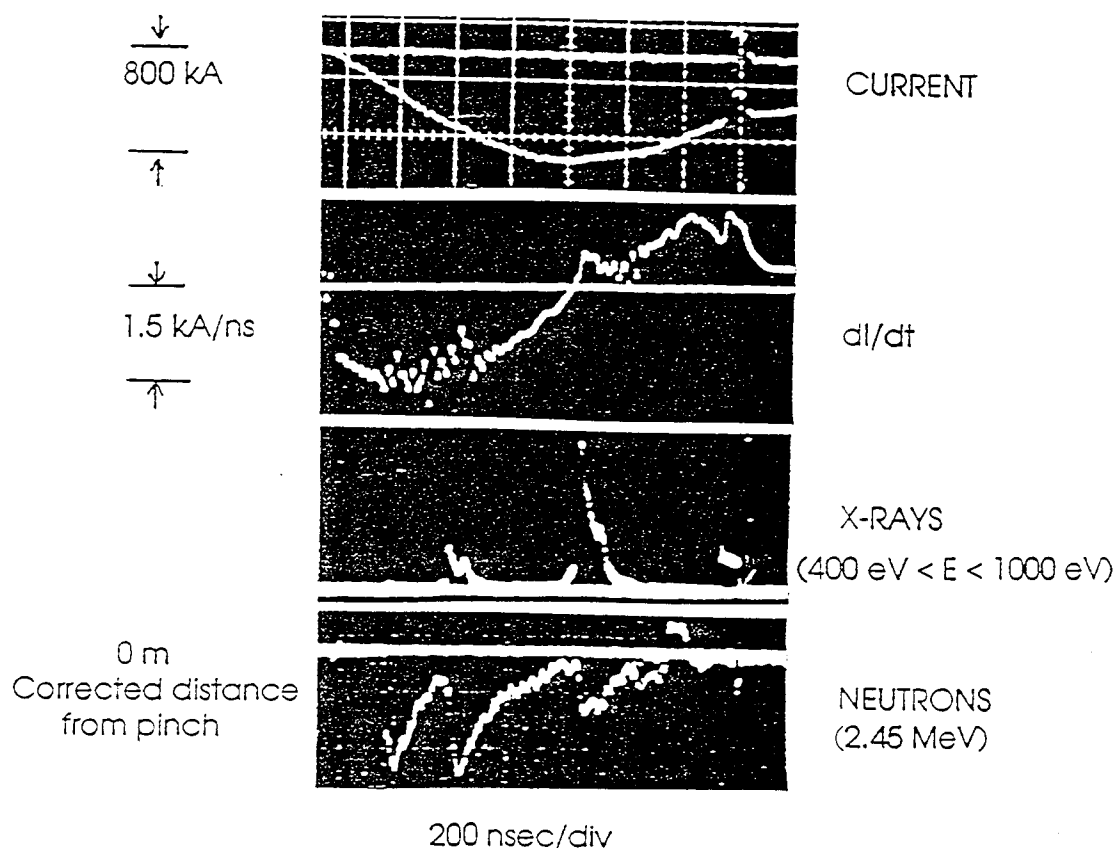 800 kA
CURRENT
1.5 kA/ns
dI/dt
X-RAYS
(400 eV < E < 1000 eV)
0 m
Corrected distance
from pinch
NEUTRONS
(2.45 MeV)
200 nsec/div